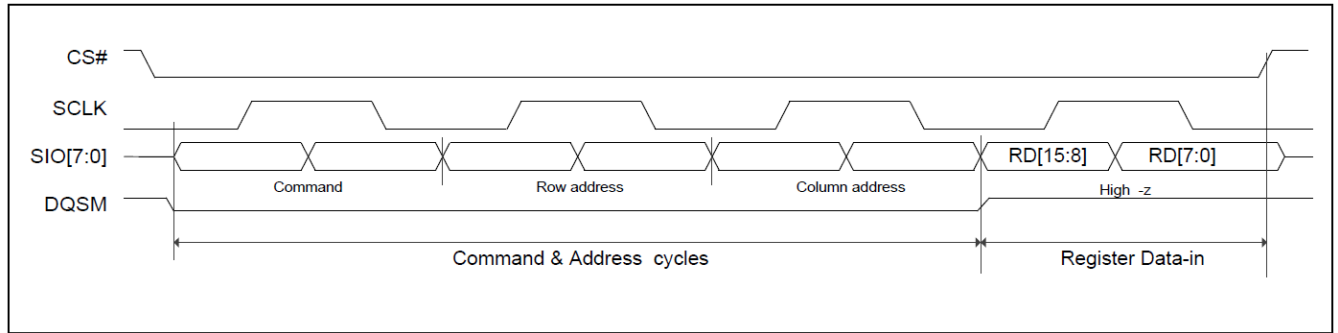 CS#
SCLK
SIO[7:0] RD[15:8] RD[7:0]
Command Row address Column address High -z
DQSM
Command & Address cycles Register Data-in